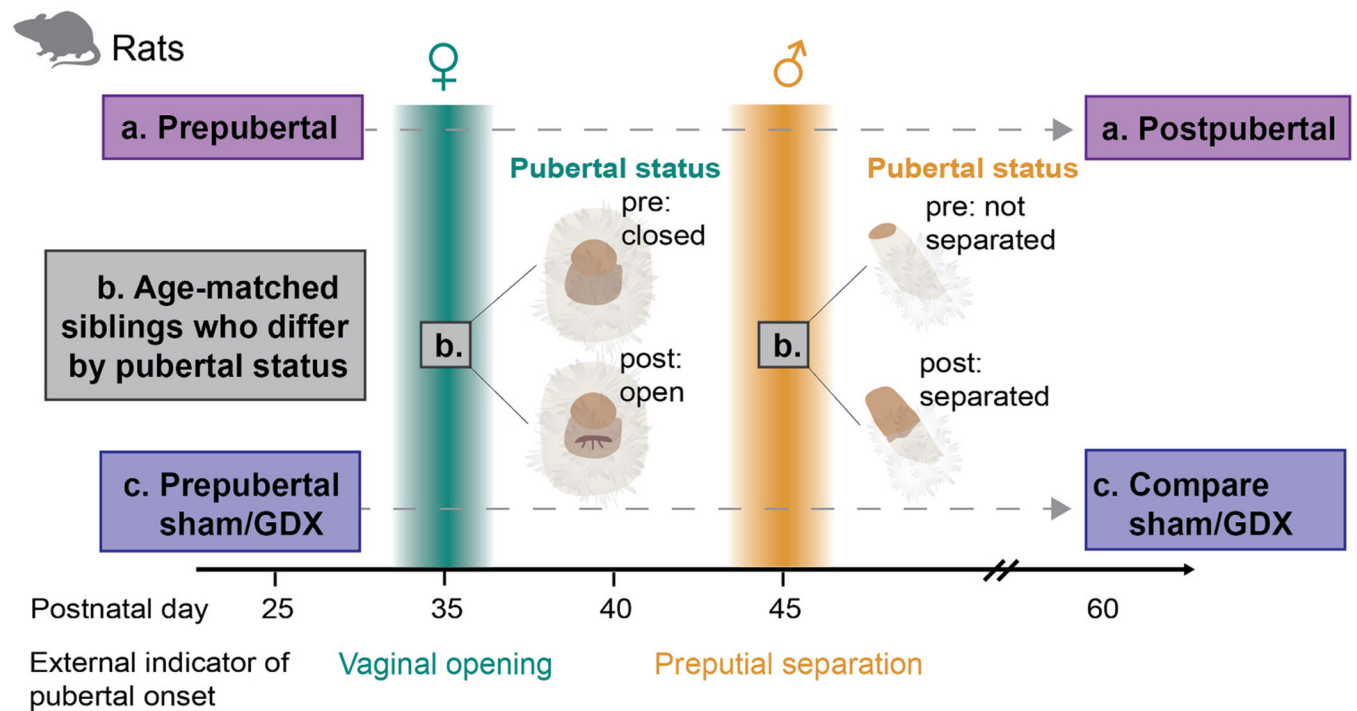 Rats
♀
♂
a. Prepubertal
a. Postpubertal
Pubertal status
pre:
closed
Pubertal status
pre: not
separated
b. Age-matched
siblings who differ
by pubertal status
b.
post:
open
b.
post:
separated
c. Prepubertal
sham/GDX
c. Compare
sham/GDX
Postnatal day 25 35 40 45 60
External indicator of
pubertal onset
Vaginal opening
Preputial separation